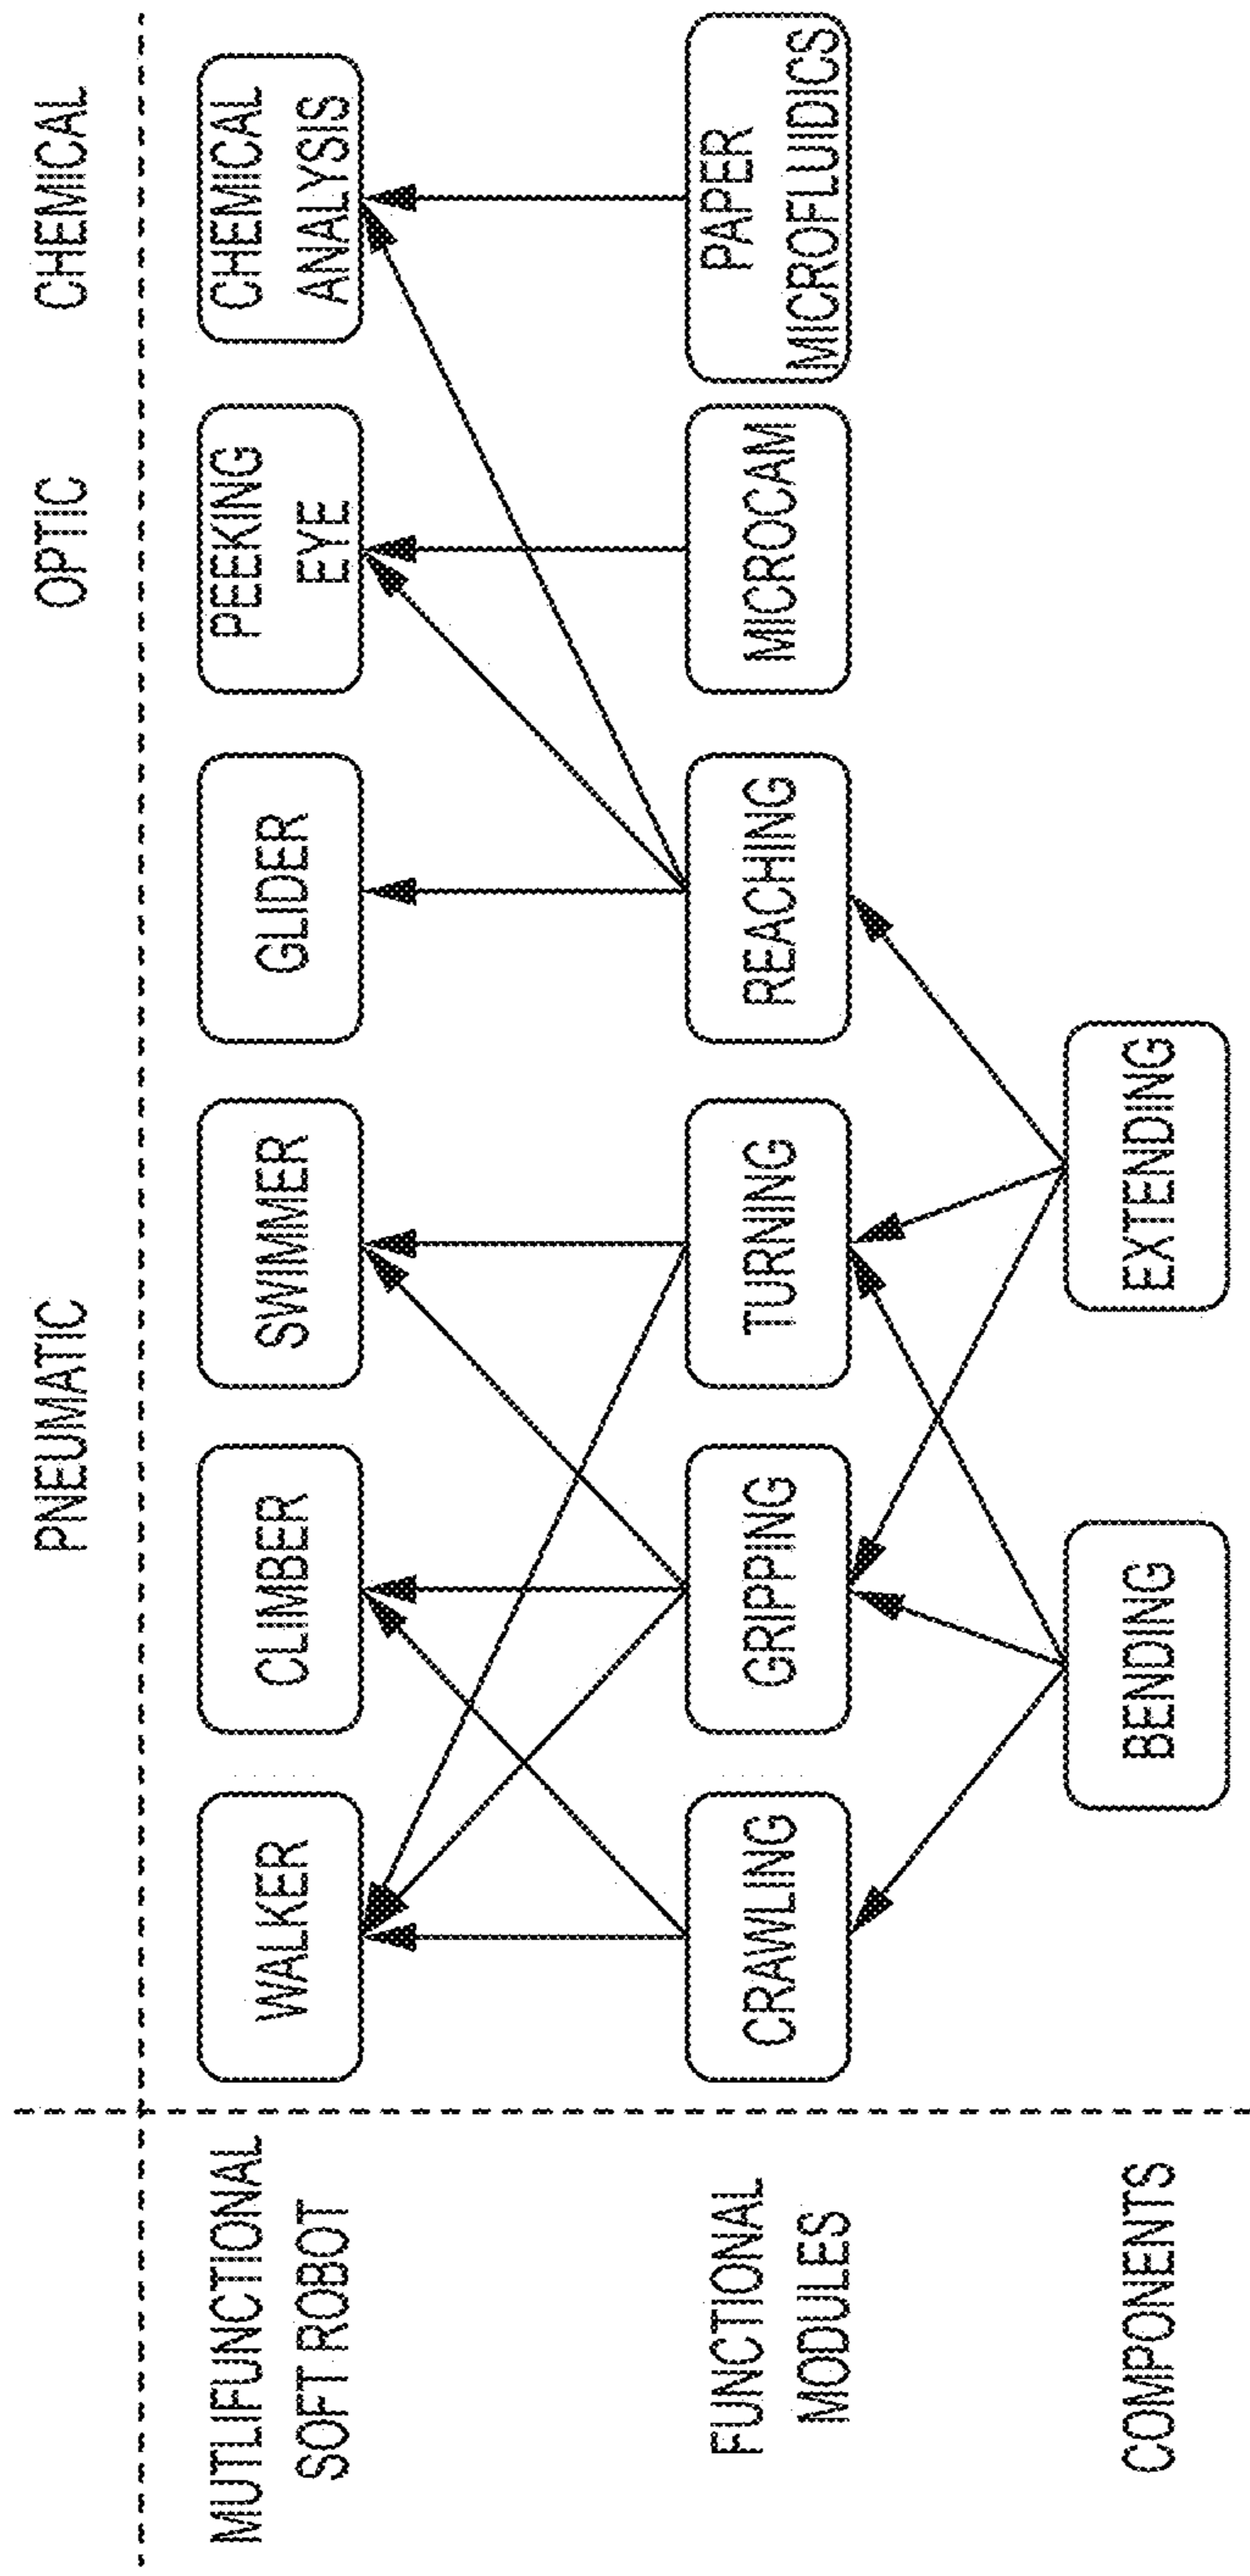 PNEUMATIC
OPTIC
CHEMICAL
MUTLIFUNCTIONAL
SOFT ROBOT
WALKER
CLIMBER
SWIMMER
GLIDER
PEEKING
EYE
CHEMICAL
ANALYSIS
FUNCTIONAL
MODULES
CRAWLING
GRIPPING
TURNING
REACHING
MICROCAM
PAPER
MICROFLUIDICS
COMPONENTS
BENDING
EXTENDING